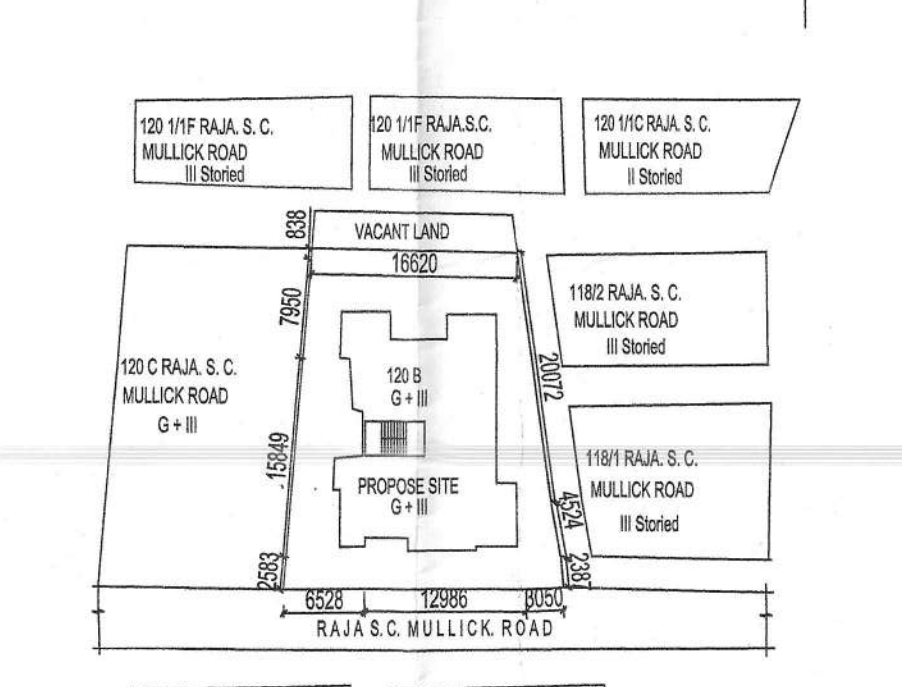 120 1/1F RAJA. S. C.
MULLICK ROAD
III Storied
120 1/1F RAJA.S.C.
MULLICK ROAD
III Storied
120 1/1C RAJA. S. C.
MULLICK ROAD
II Storied
838
VACANT LAND
16620
7950
118/2 RAJA. S. C.
MULLICK ROAD
III Storied
120 C RAJA. S. C.
MULLICK ROAD
G + III
120 B
G + III
20072
15849
118/1 RAJA. S. C.
MULLICK ROAD
III Storied
PROPOSE SITE
G + III
4524
2583
2387
6528
12986
3050
RAJA S.C. MULLICK. ROAD